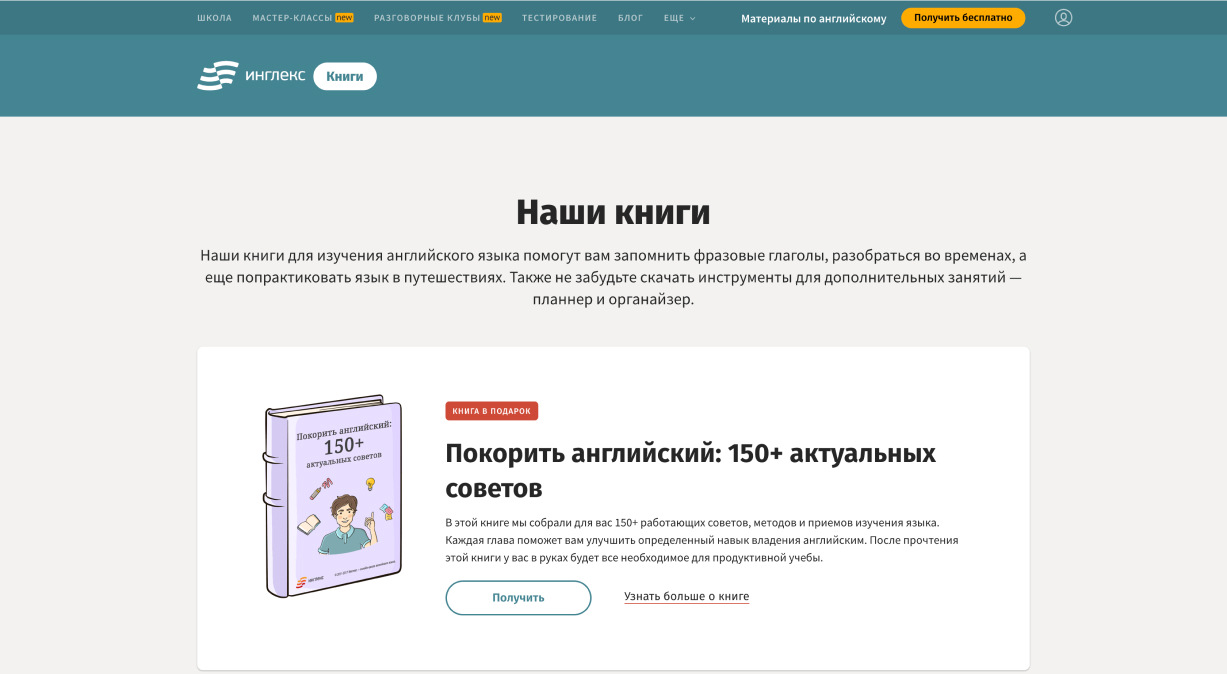 ШКОЛА МАСТЕР-КЛАССЫ new РАЗГОВОРНЫЕ КЛУБЫ new ТЕСТИРОВАНИЕ БЛОГ ЕЩЕ Материалы по английскому Получить бесплатно
инглекс Книги
Наши книги
Наши книги для изучения английского языка помогут вам запомнить фразовые глаголы, разобраться во временах, а
еще попрактиковать язык в путешествиях. Также не забудьте скачать инструменты для дополнительных занятий —
планнер и органайзер.
Покорить английский:
150+
актуальных советов
инглекс
КНИГА В ПОДАРОК
Покорить английский: 150+ актуальных
советов
В этой книге мы собрали для вас 150+ работающих советов, методов и приемов изучения языка.
Каждая глава поможет вам улучшить определенный навык владения английским. После прочтения
этой книги у вас в руках будет все необходимое для продуктивной учебы.
Получить Узнать больше о книге